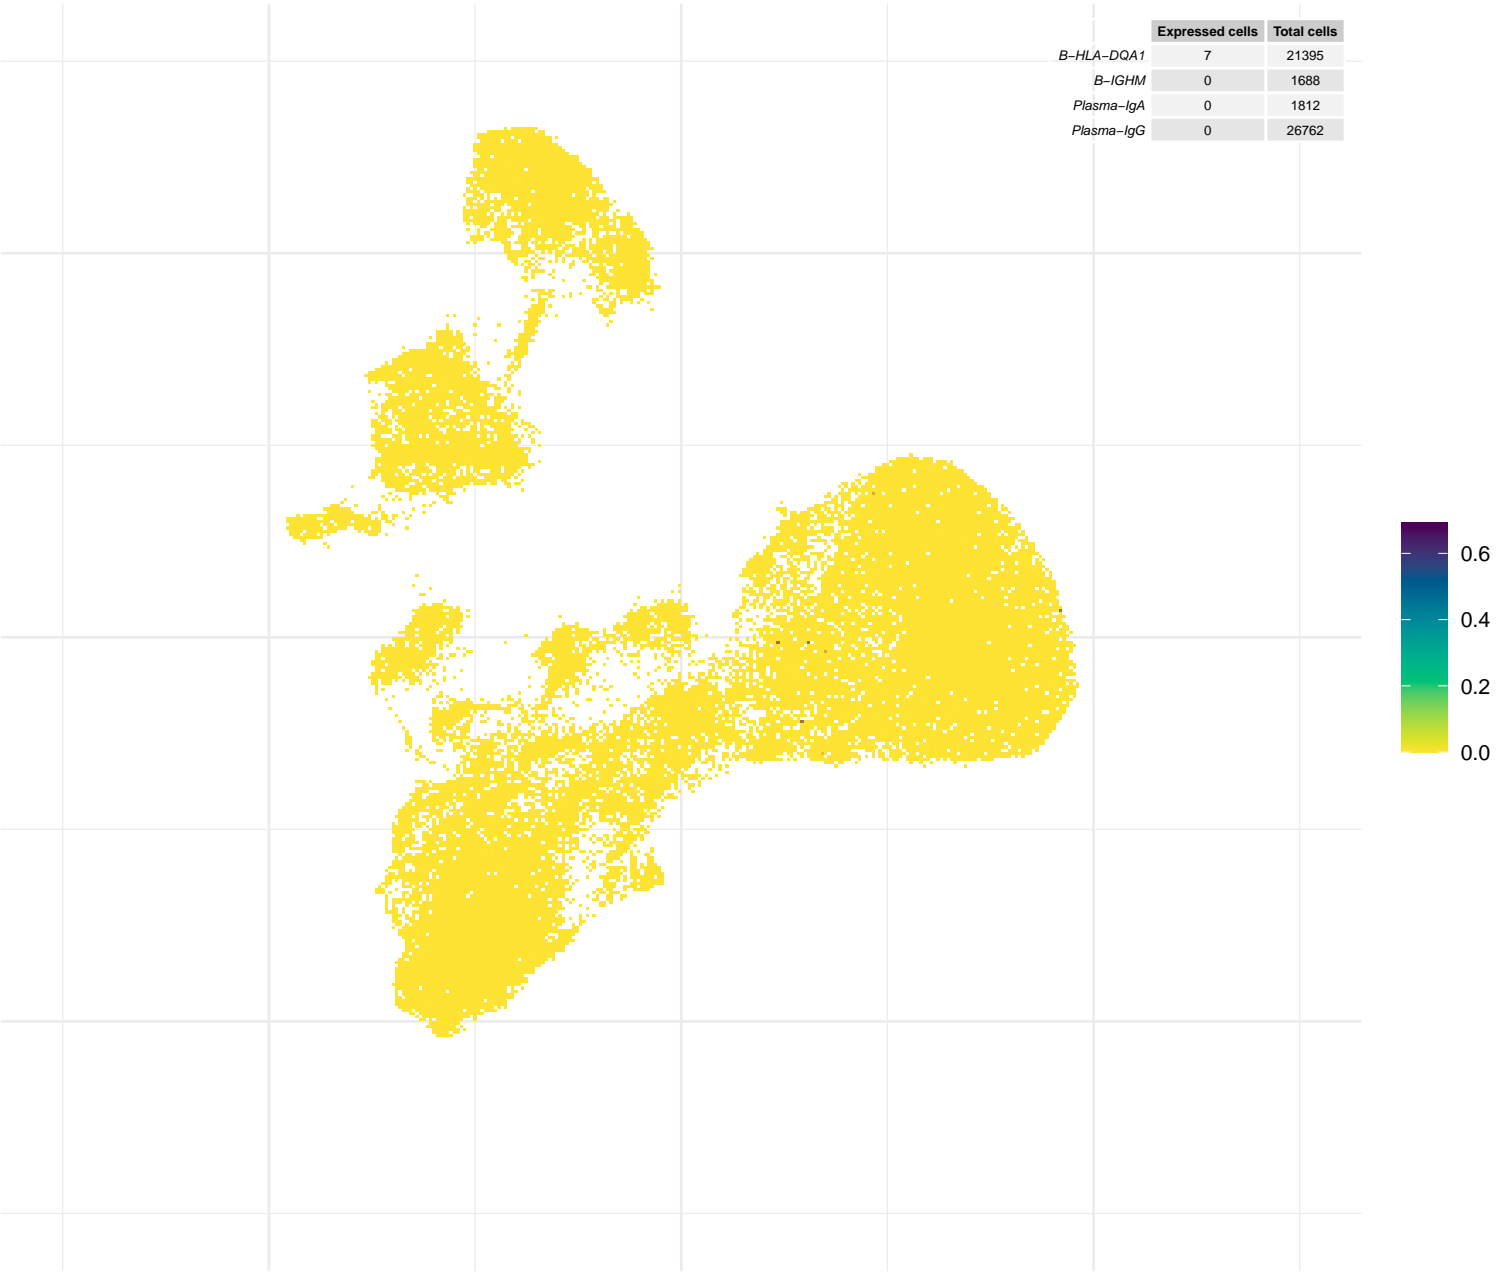 Expressed cells Total cells
B−HLA−DQA1 7 21395
B−IGHM 0 1688
Plasma−IgA 0 1812
Plasma−IgG 0 26762
0.6
0.4
0.2
0.0